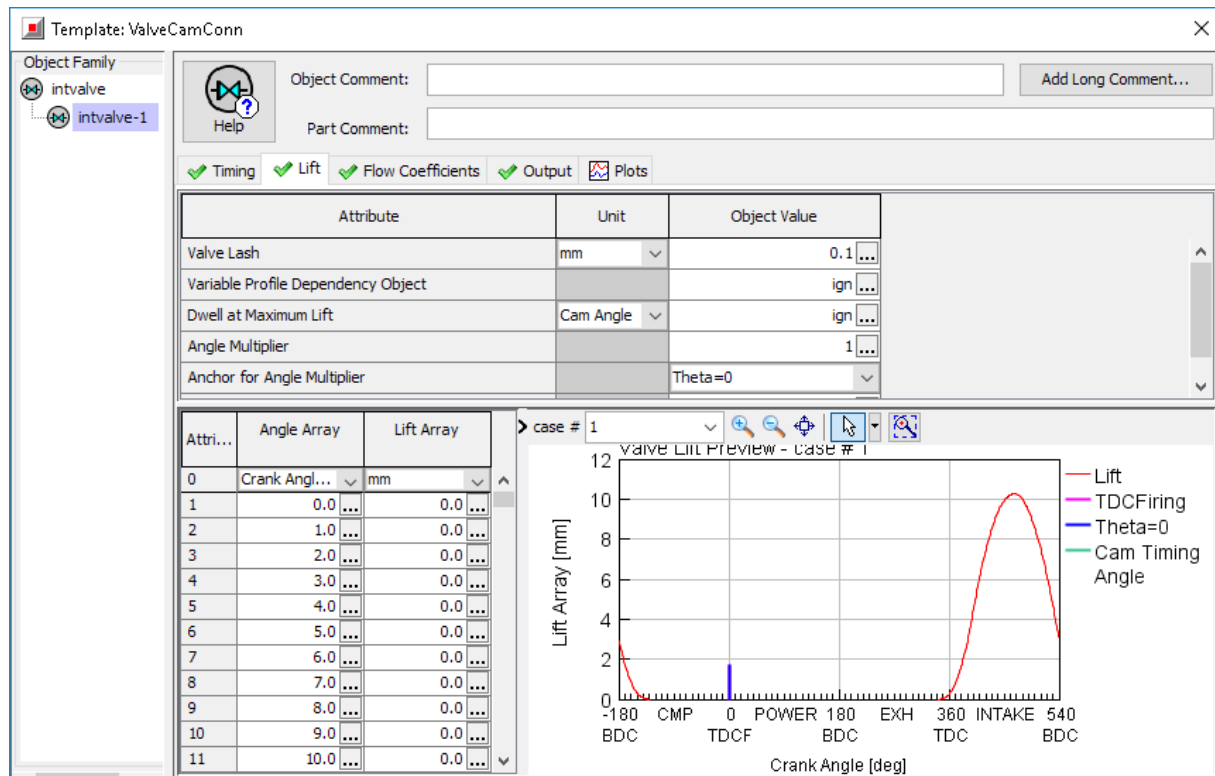 Template: ValveCamConn
Object Family
intvalve
intvalve-1
Help
Object Comment:
Add Long Comment...
Part Comment:
Timing Lift Flow Coefficients Output Plots
Attribute Unit Object Value
Valve Lash mm 0.1 ...
Variable Profile Dependency Object ign ...
Dwell at Maximum Lift Cam Angle ign ...
Angle Multiplier 1 ...
Anchor for Angle Multiplier Theta=0
Attri... Angle Array Lift Array
0 Crank Angl... mm
1 0.0 ... 0.0 ...
2 1.0 ... 0.0 ...
3 2.0 ... 0.0 ...
4 3.0 ... 0.0 ...
5 4.0 ... 0.0 ...
6 5.0 ... 0.0 ...
7 6.0 ... 0.0 ...
8 7.0 ... 0.0 ...
9 8.0 ... 0.0 ...
10 9.0 ... 0.0 ...
11 10.0 ... 0.0 ...
case # 1
Valve Lift Preview - case # 1
12
10
8
6
4
2
0
Lift Array [mm]
-180 CMP 0 POWER 180 EXH 360 INTAKE 540
BDC TDCF BDC TDC BDC
Crank Angle [deg]
Lift
TDCFiring
Theta=0
Cam Timing
Angle